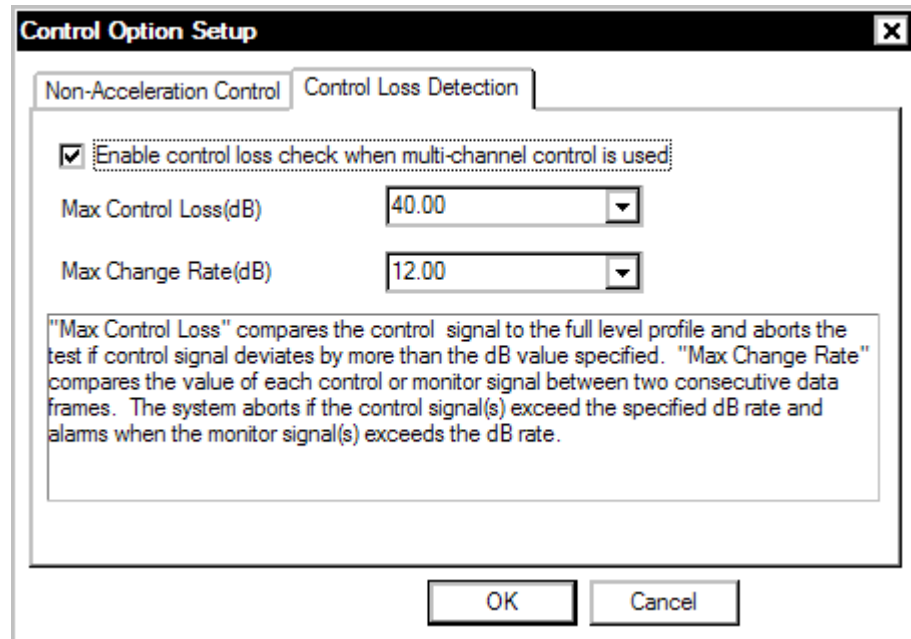 Control Option Setup
Non-Acceleration Control
Control Loss Detection
Enable control loss check when multi-channel control is used
Max Control Loss(dB)
40.00
Max Change Rate(dB)
12.00
"Max Control Loss" compares the control  signal to the full level profile and aborts the
test if control signal deviates by more than the dB value specified.  "Max Change Rate"
compares the value of each control or monitor signal between two consecutive data
frames.  The system aborts if the control signal(s) exceed the specified dB rate and
alarms when the monitor signal(s) exceeds the dB rate.
OK
Cancel